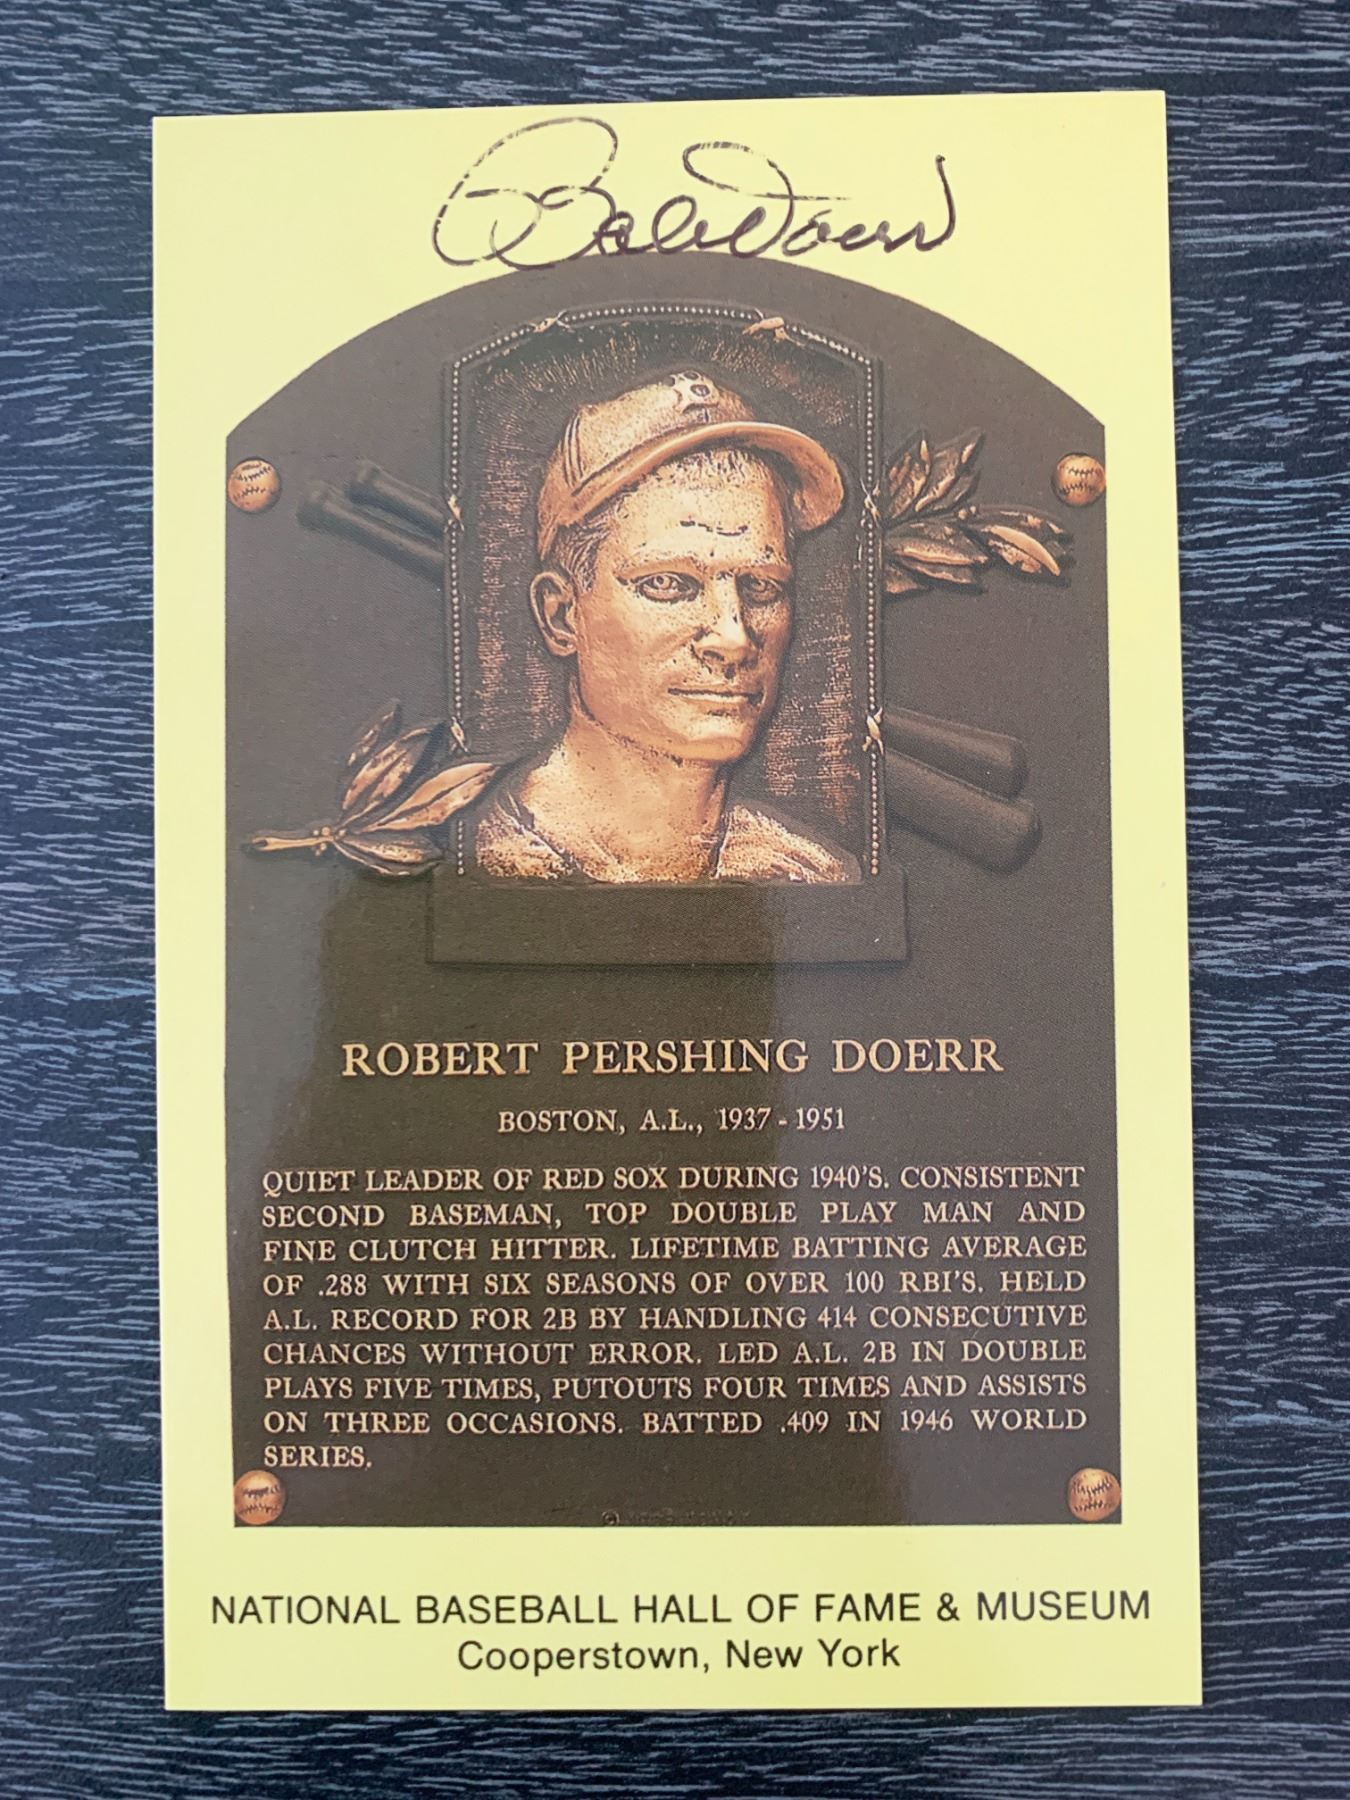 Bobby Doerr
B
ROBERT PERSHING DOERR
BOSTON, A.L., 1937 - 1951
QUIET LEADER OF RED SOX DURING 1940'S. CONSISTENT
SECOND BASEMAN, TOP DOUBLE PLAY MAN AND
FINE CLUTCH HITTER. LIFETIME BATTING AVERAGE
OF .288 WITH SIX SEASONS OF OVER 100 RBI'S. HELD
A.L. RECORD FOR 2B BY HANDLING 414 CONSECUTIVE
CHANCES WITHOUT ERROR. LED A.L. 2B IN DOUBLE
PLAYS FIVE TIMES, PUTOUTS FOUR TIMES AND ASSISTS
ON THREE OCCASIONS. BATTED .409 IN 1946 WORLD
SERIES.
NATIONAL BASEBALL HALL OF FAME & MUSEUM
Cooperstown, New York